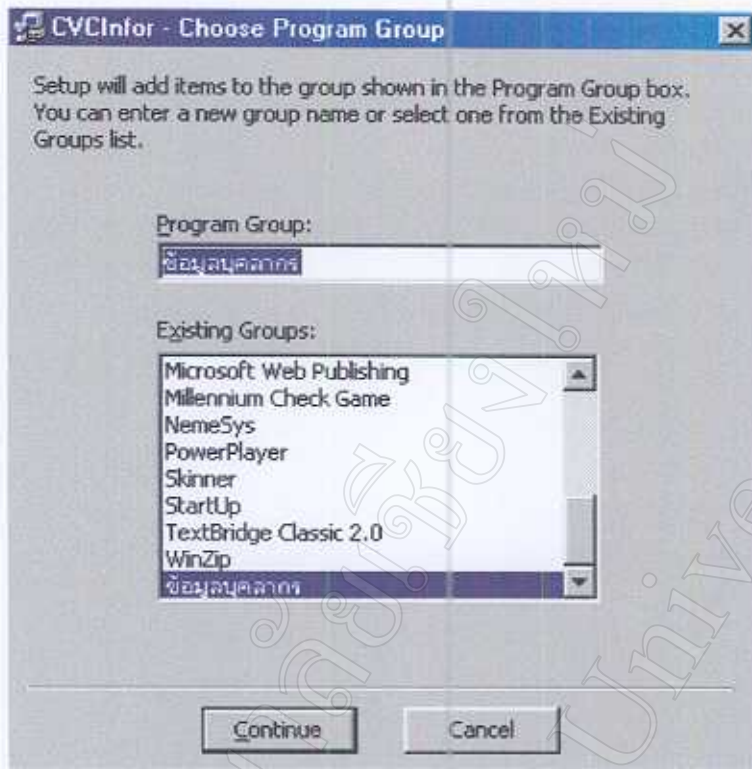 CVCInfor - Choose Program Group
Setup will add items to the group shown in the Program Group box.
You can enter a new group name or select one from the Existing
Groups list.
Program Group:
ข้อมูลบุคลากร
Existing Groups:
Microsoft Web Publishing
Millennium Check Game
NemeSys
PowerPlayer
Skinner
StartUp
TextBridge Classic 2.0
WinZip
ข้อมูลบุคลากร
Continue
Cancel